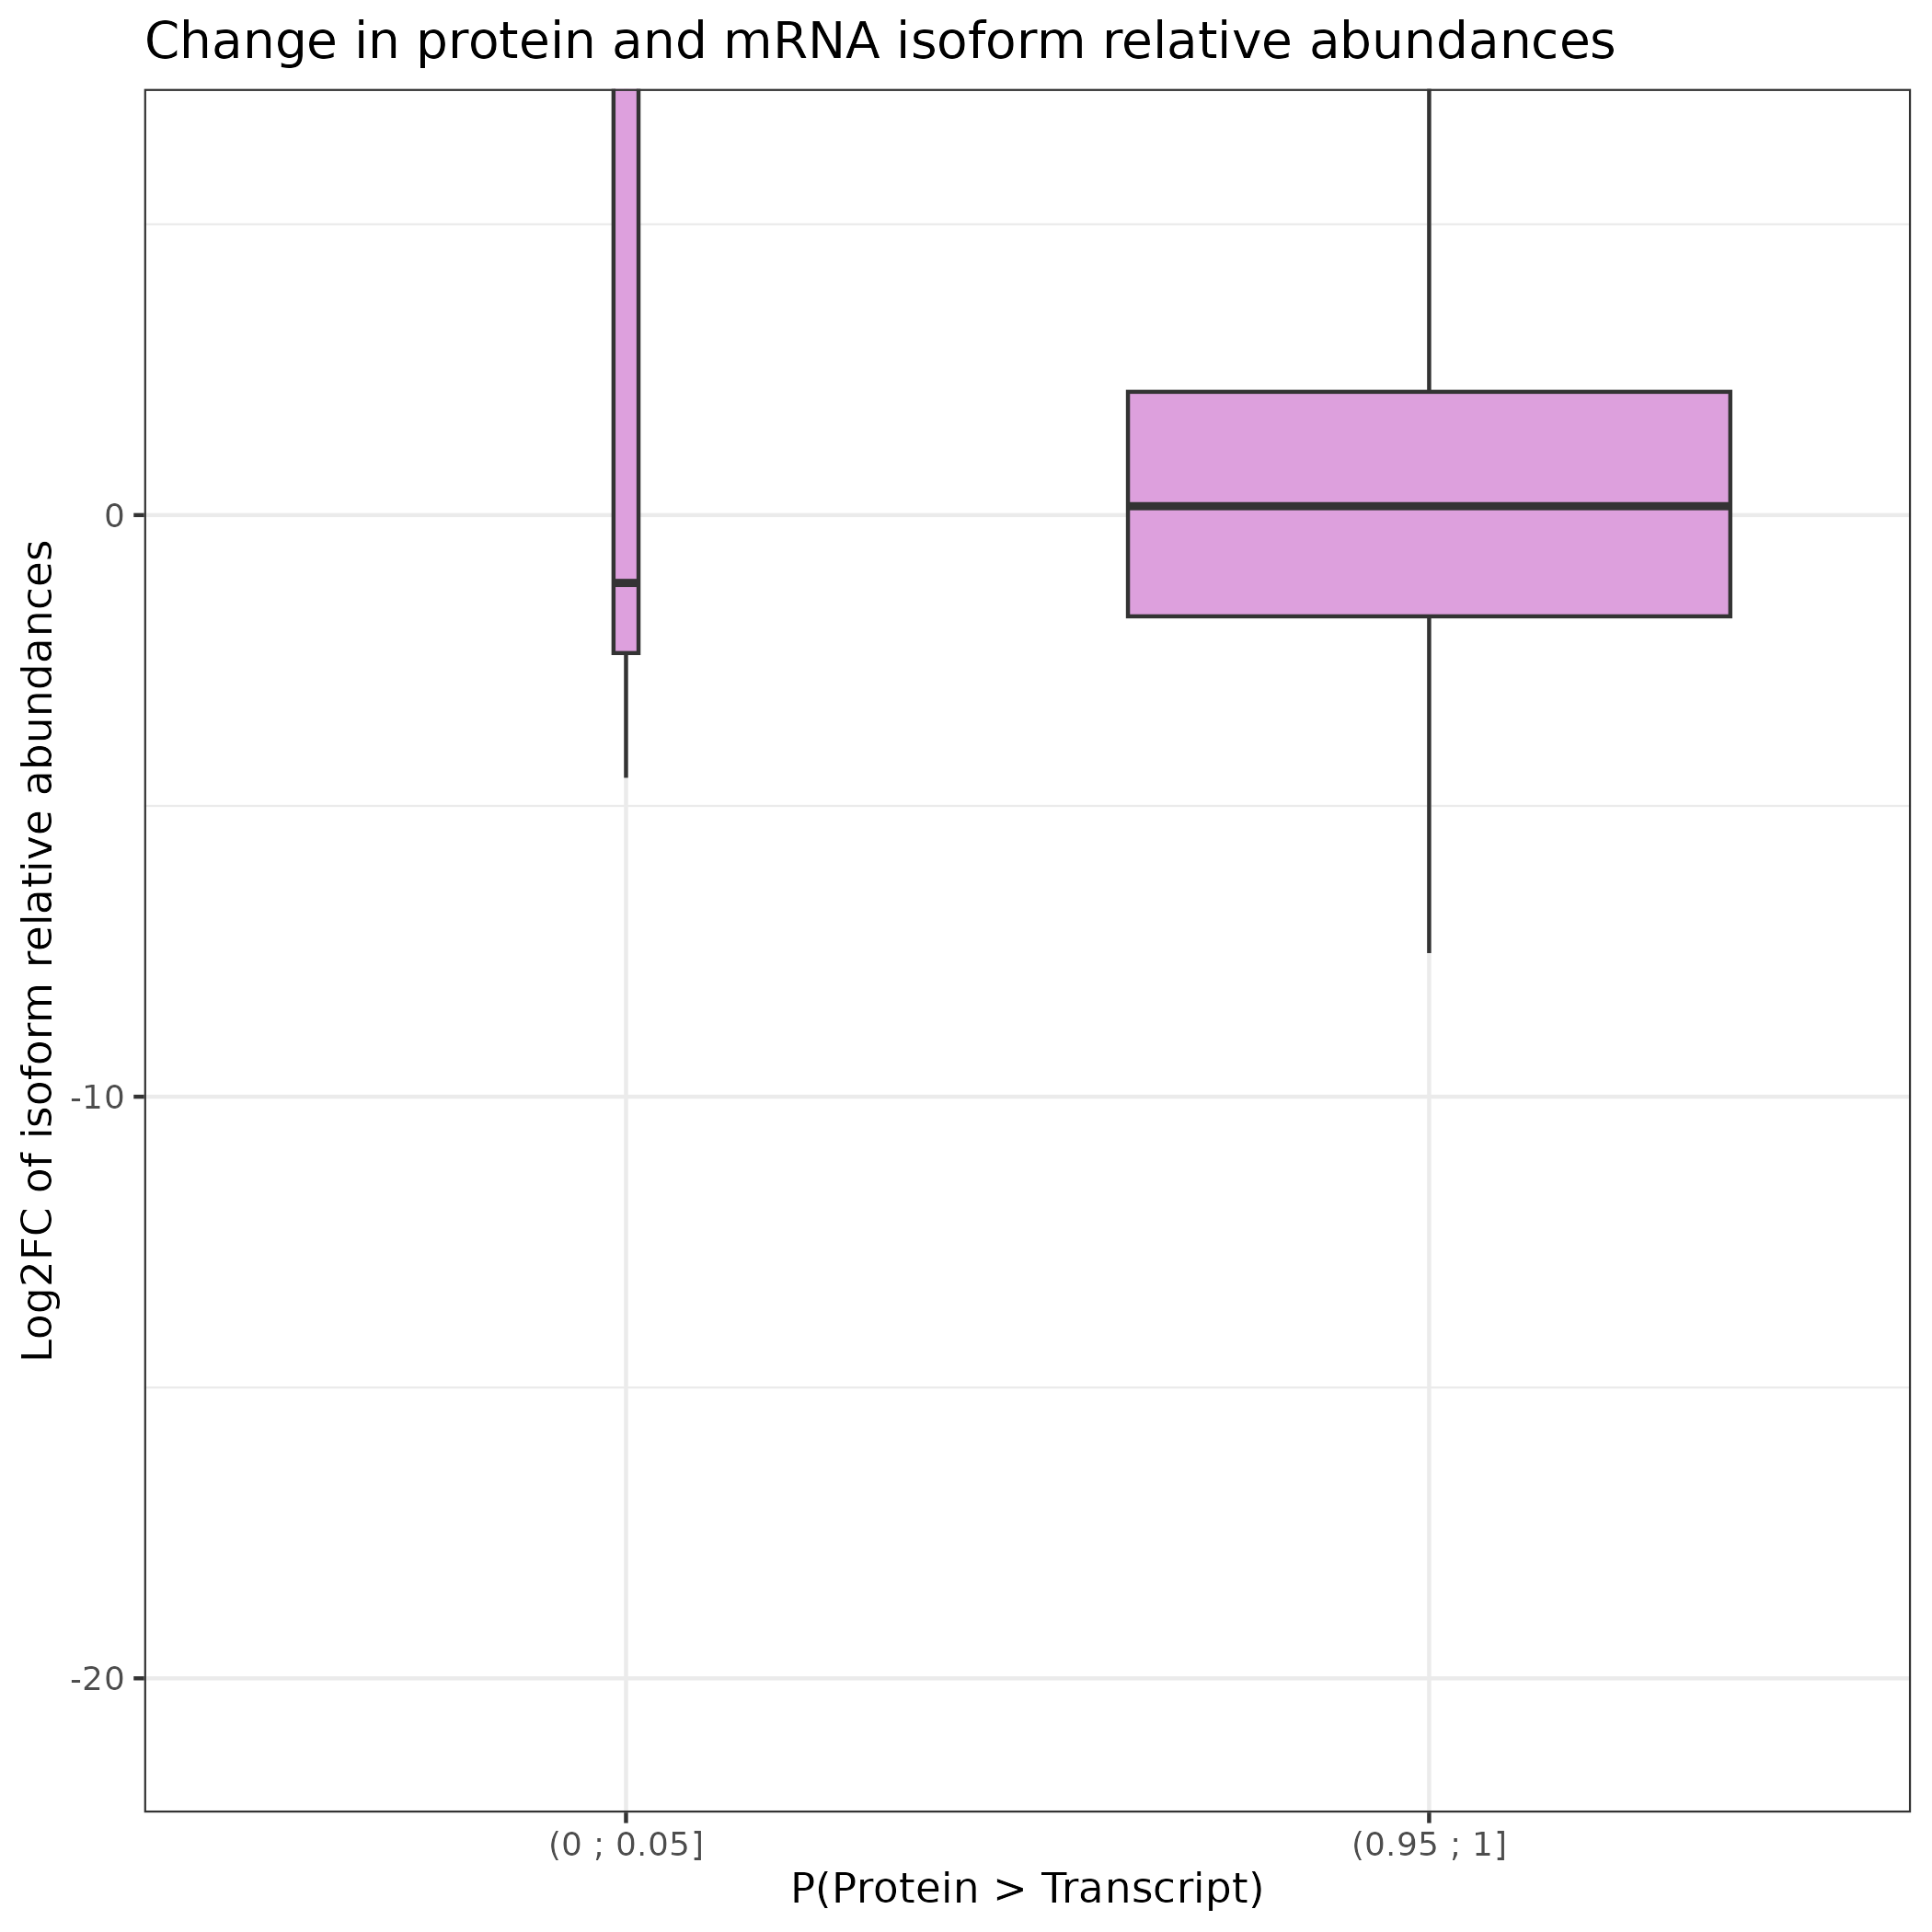 Change in protein and mRNA isoform relative abundances
Log2FC of isoform relative abundances
0
-10
-20
(0 ; 0.05]
(0.95 ; 1]
P(Protein > Transcript)